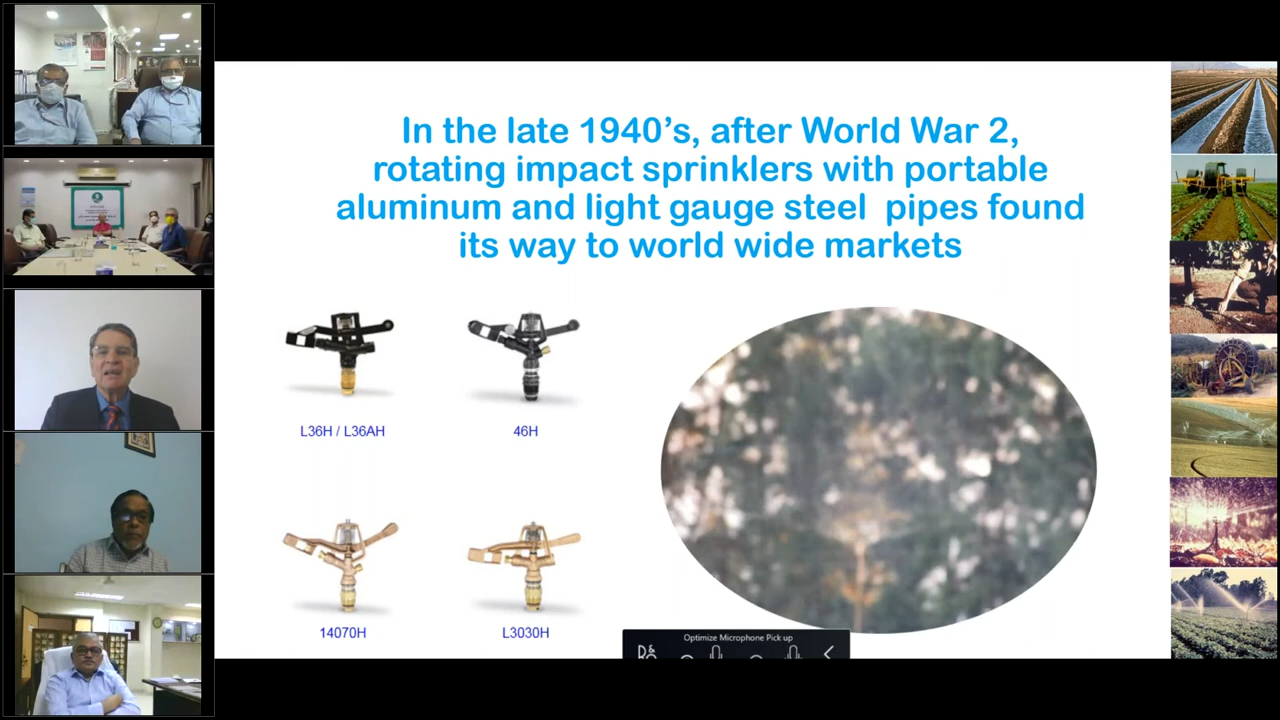 In the late 1940's, after World War 2,
rotating impact sprinklers with portable
aluminum and light gauge steel pipes found
its way to world wide markets
L36H / L36AH
46H
14070H
L3030H
Optimize Microphone Pick up